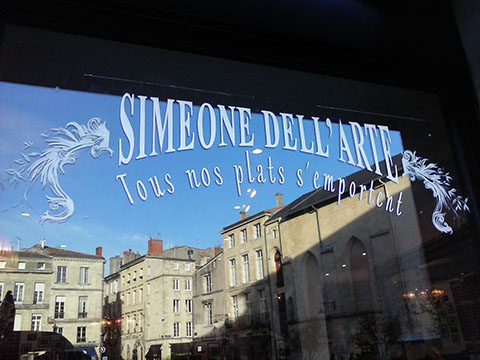 SIMEONE DELL'ARTE
Tous nos plats s'emportent